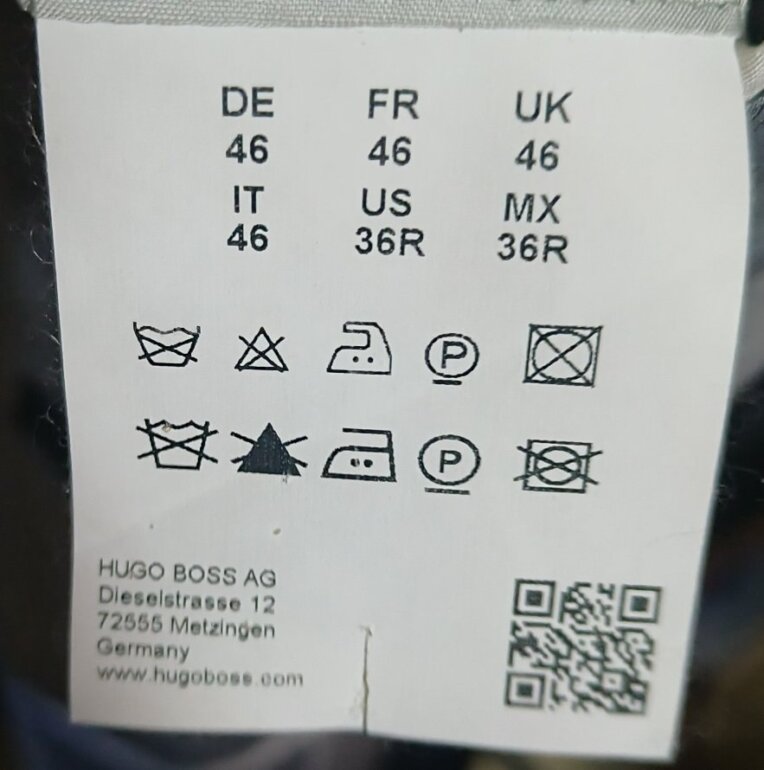 DE FR UK
46 46 46
IT US MX
46 36R 36R
P
P
HUGO BOSS AG
Dieselstrasse 12
72555 Metzingen
Germany
www.hugoboss.com